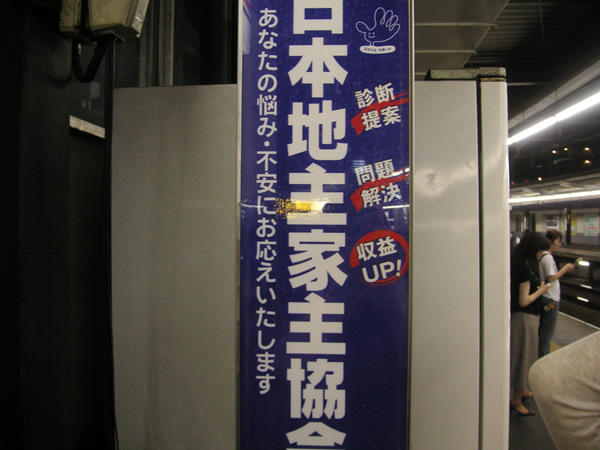 日本地主家主協会
あなたの悩み・不安にお応えいたします
診断
提案
問題
解決
収益
UP!